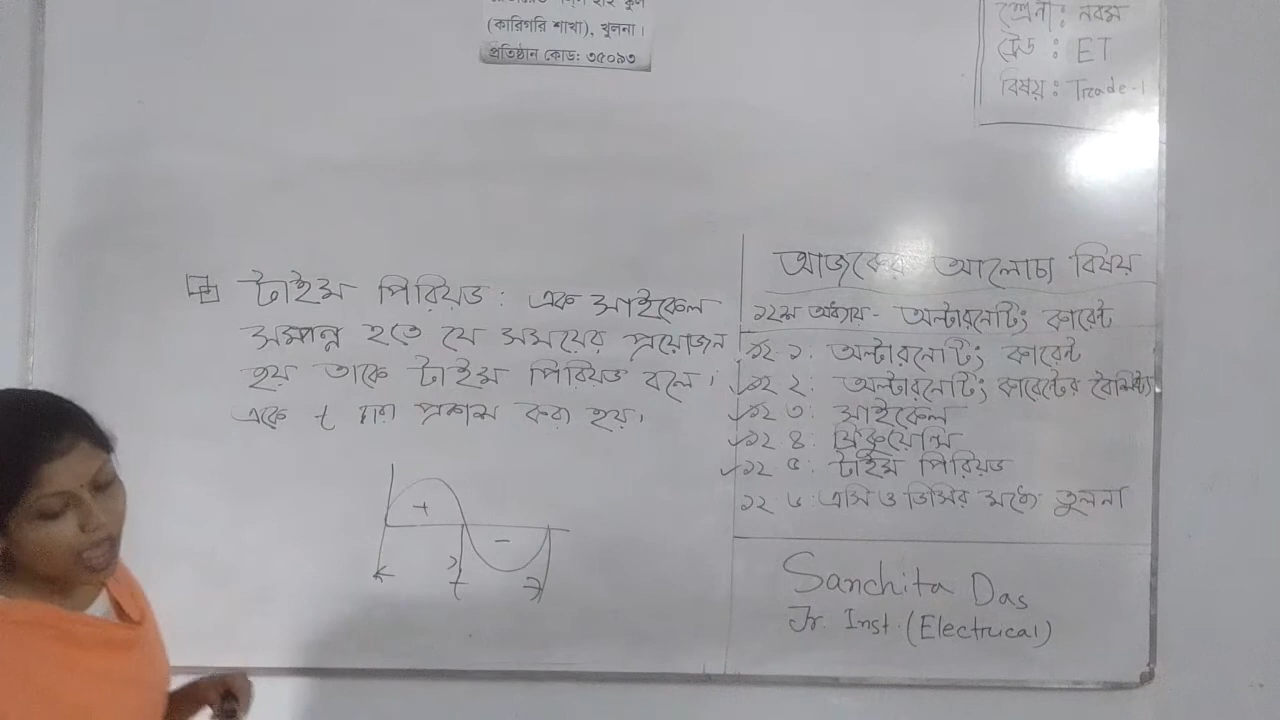 (কারিগরি শাখা), খুলনা।
প্রতিষ্ঠান কোড: ৩৫০৯৩
শ্রেনী: নবম
ট্রেড : ET
বিষয়: Trade-1
টাইম পিরিয়ড: এক সাইকেল
সম্পন্ন হতে যে সময়ের প্রয়োজন
হয় তাকে টাইম পিরিয়ড বলে।
একে t দ্বারা প্রকাশ করা হয়।
+
-
t
আজকের আলোচ্য বিষয়
১২শ অধ্যায় - অল্টারনেটিং কারেন্ট
১২.১: অল্টারনেটিং কারেন্ট
১২.২: অল্টারনেটিং কারেন্টের বৈশিষ্ট্য
১২.৩: সাইকেল
১২.৪: ফ্রিকুয়েন্সি
১২.৫: টাইম পিরিয়ড
১২.৬: এসি ও ডিসির মধ্যে তুলনা
Sanchita Das
Jr. Inst. (Electrical)